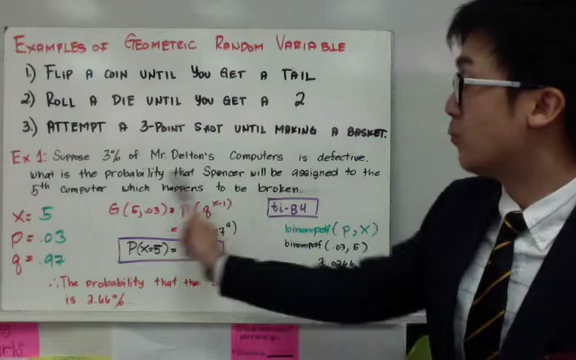 EXAMPLES OF GEOMETRIC RANDOM VARIABLE
1) FLIP A COIN UNTIL YOU GET A TAIL
2) ROLL A DIE UNTIL YOU GET A 2
3.) ATTEMPT A 3-POINT SHOT UNTIL MAKING A BASKET.
Ex 1: Suppose 3% of Mr. Delton's Computers is defective.
What is the probability that Spencer will be assigned to the
5th computer which happens to be broken.
x = 5
p = .03
q = .97
G(5, .03) = P(q^(x-1))
P(x=5) =
∴ The probability that the
is 2.66%
ti-84
(p, x)
(.03, 5)